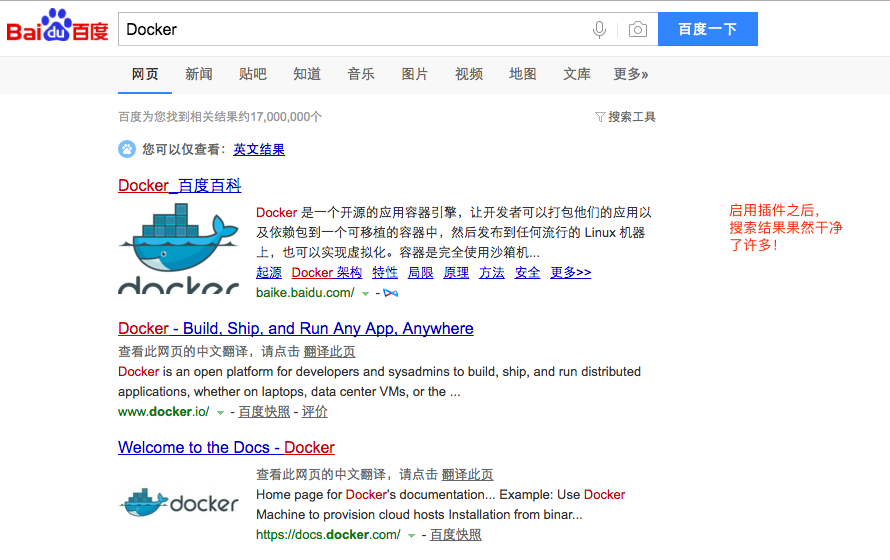 Bai du 百度
Docker
百度一下
网页 新闻 贴吧 知道 音乐 图片 视频 地图 文库 更多»
百度为您找到相关结果约17,000,000个
搜索工具
您可以仅查看：英文结果
Docker_百度百科
docker
Docker 是一个开源的应用容器引擎，让开发者可以打包他们的应用以
及依赖包到一个可移植的容器中，然后发布到任何流行的 Linux 机器
上，也可以实现虚拟化。容器是完全使用沙箱机...
起源 Docker 架构 特性 局限 原理 方法 安全 更多>>
baike.baidu.com/ -
启用插件之后，
搜索结果果然干净
了许多！
Docker - Build, Ship, and Run Any App, Anywhere
查看此网页的中文翻译，请点击 翻译此页
Docker is an open platform for developers and sysadmins to build, ship, and run distributed
applications, whether on laptops, data center VMs, or the ...
www.docker.io/ - 百度快照 - 评价
Welcome to the Docs - Docker
docker
查看此网页的中文翻译，请点击 翻译此页
Home page for Docker's documentation... Example: Use Docker
Machine to provision cloud hosts Installation from binar...
https://docs.docker.com/ - 百度快照